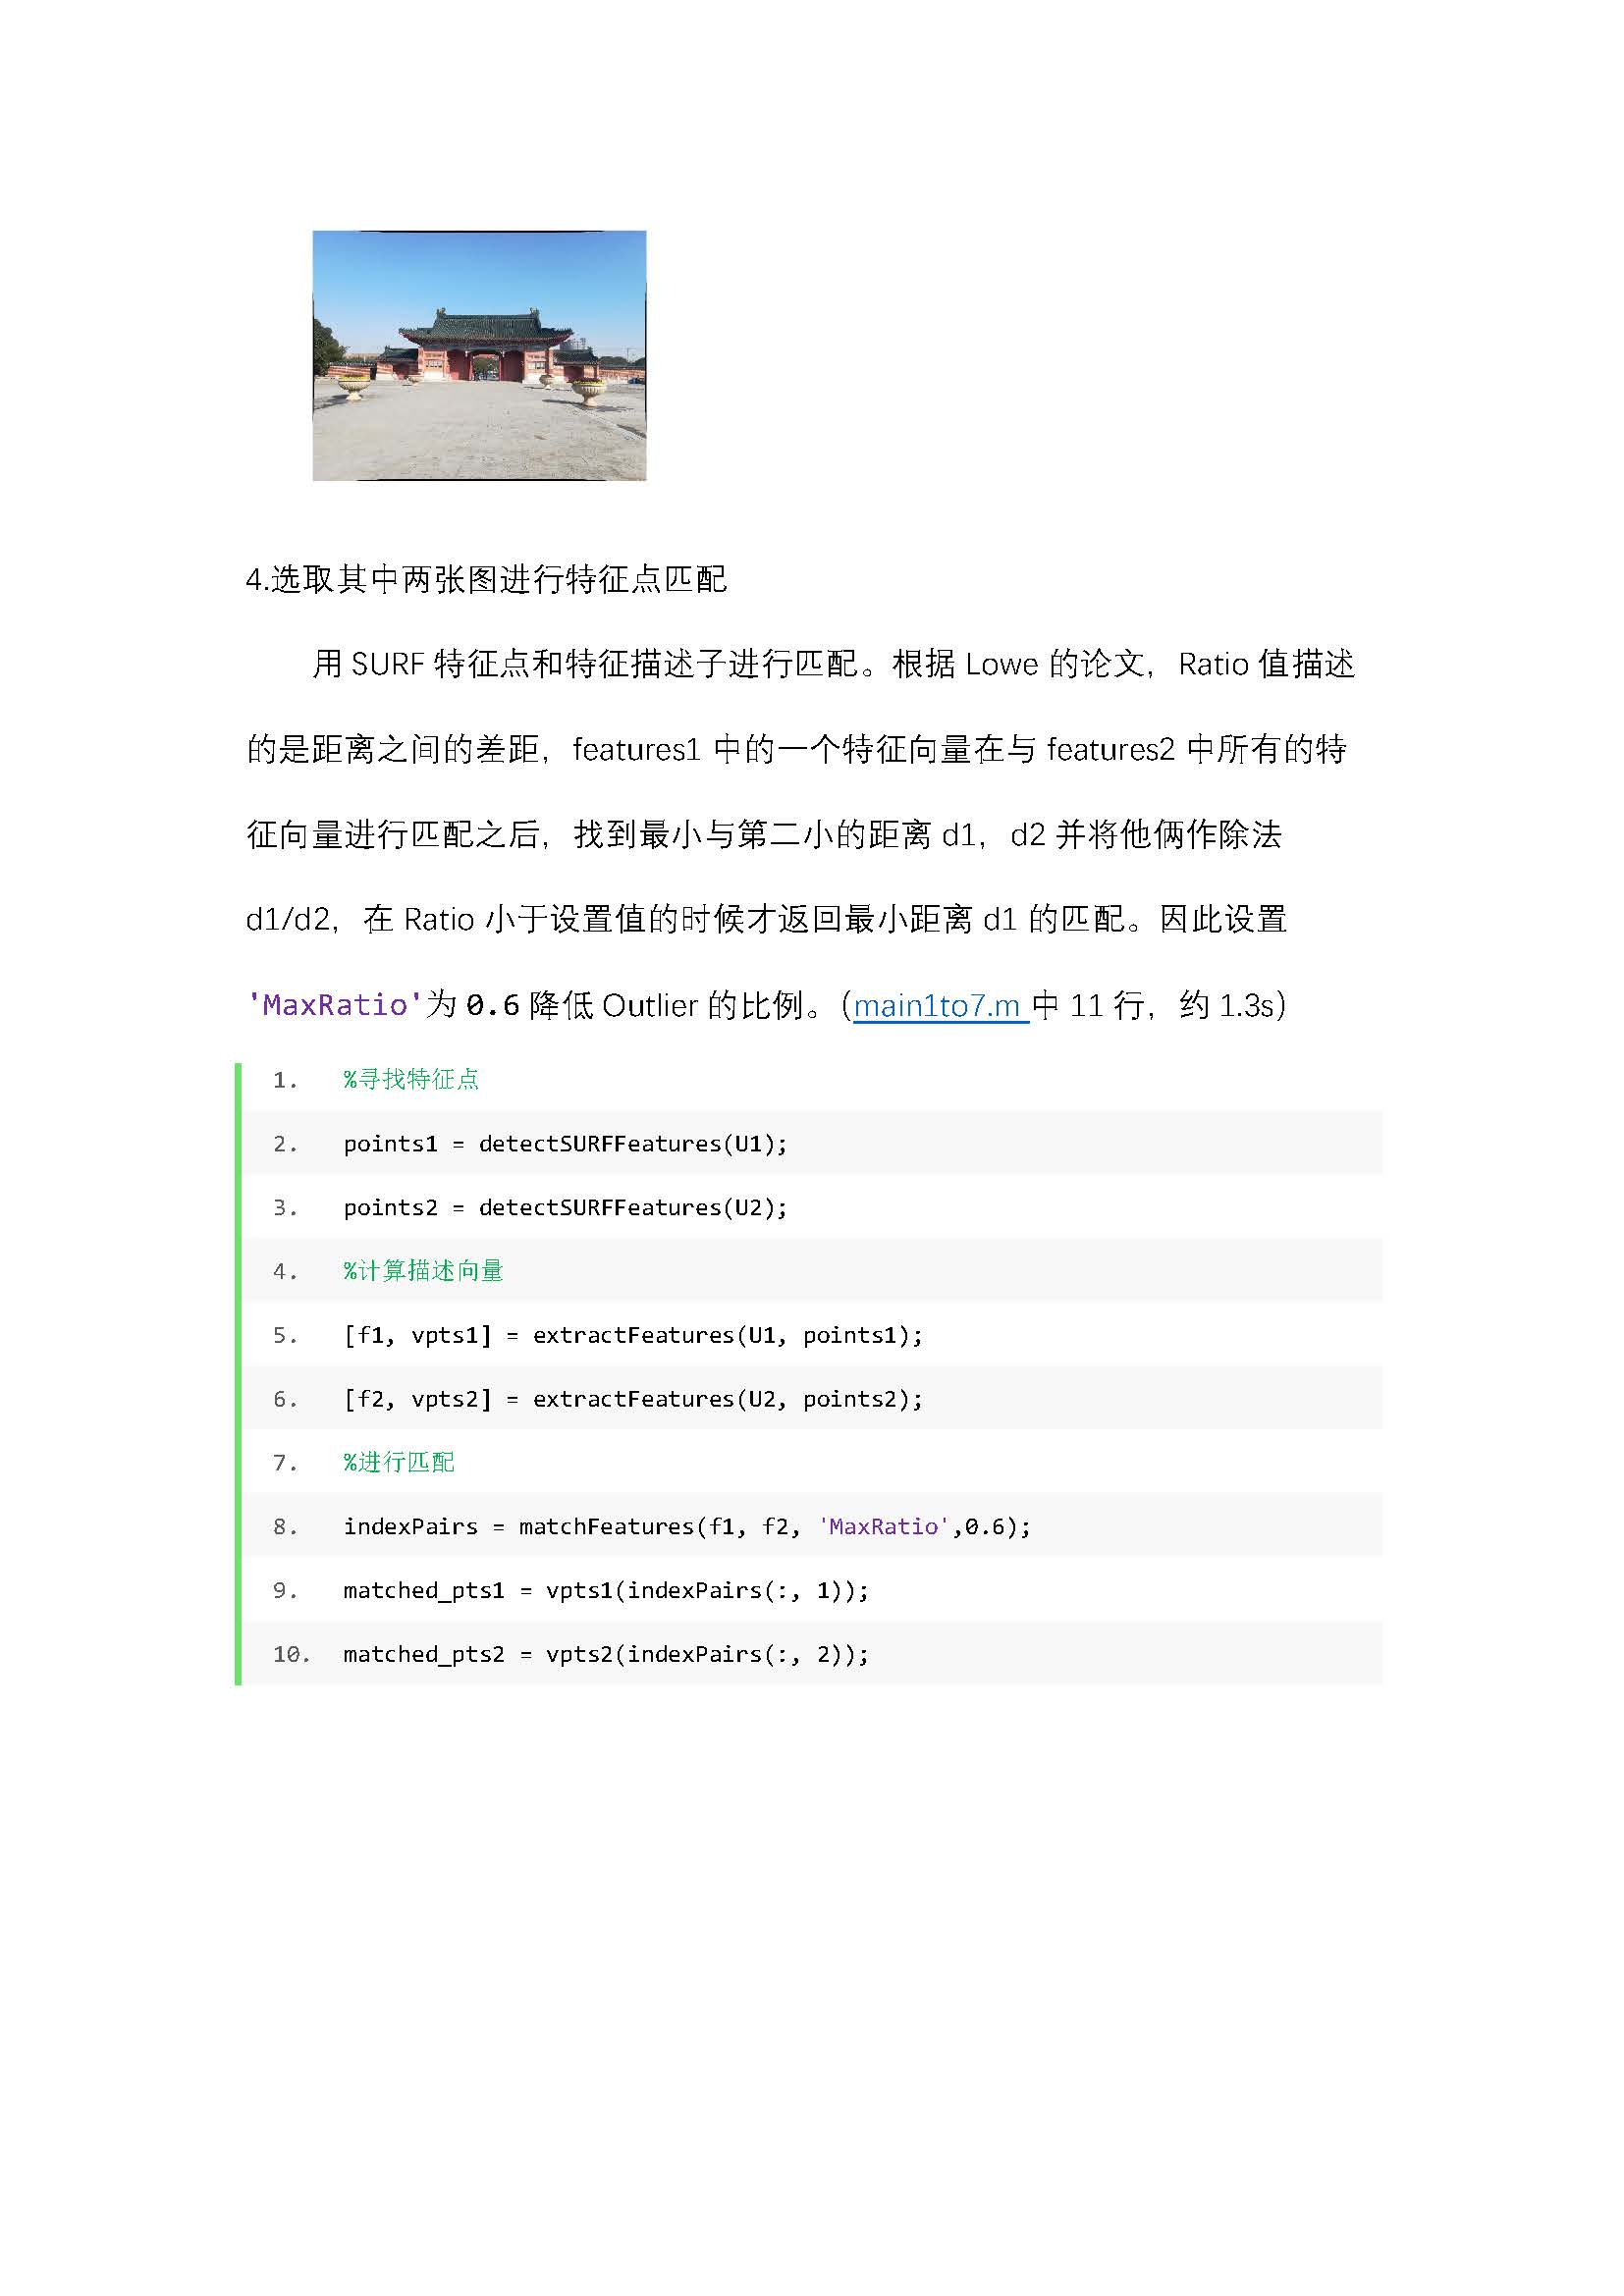 4.选取其中两张图进行特征点匹配
用 SURF 特征点和特征描述子进行匹配。根据 Lowe 的论文，Ratio 值描述
的是距离之间的差距，features1 中的一个特征向量在与 features2 中所有的特
征向量进行匹配之后，找到最小与第二小的距离 d1，d2 并将他俩作除法
d1/d2，在 Ratio 小于设置值的时候才返回最小距离 d1 的匹配。因此设置
'MaxRatio'为 0.6 降低 Outlier 的比例。（main1to7.m 中 11 行，约 1.3s）
1. %寻找特征点
2. points1 = detectSURFFeatures(U1);
3. points2 = detectSURFFeatures(U2);
4. %计算描述向量
5. [f1, vpts1] = extractFeatures(U1, points1);
6. [f2, vpts2] = extractFeatures(U2, points2);
7. %进行匹配
8. indexPairs = matchFeatures(f1, f2, 'MaxRatio',0.6);
9. matched_pts1 = vpts1(indexPairs(:, 1));
10. matched_pts2 = vpts2(indexPairs(:, 2));